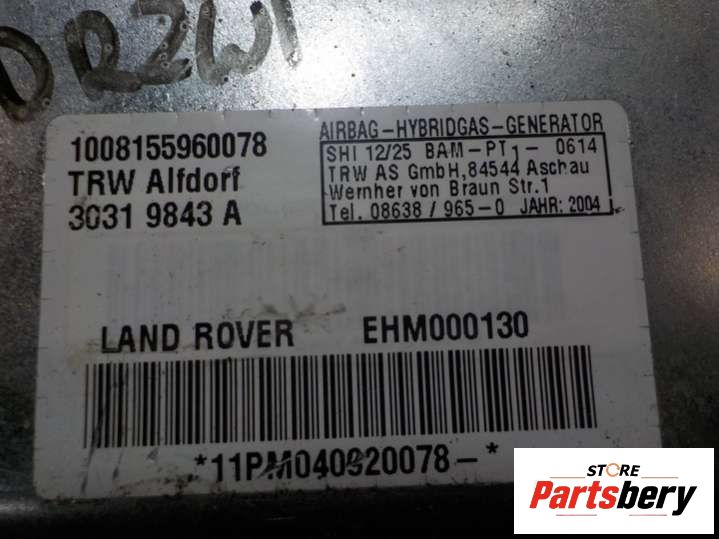 DRZWI
1008155960078
TRW Alfdorf
3031 9843 A
AIRBAG-HYBRIDGAS-GENERATOR
SHI 12/25 BAM-PT1- 0614
TRW AS GmbH,84544 Aschau
Wernher von Braun Str.1
Tel. 08638 / 965-0 JAHR: 2004
LAND ROVER EHM000130
*11PM040920078-*
STORE
Partsbery